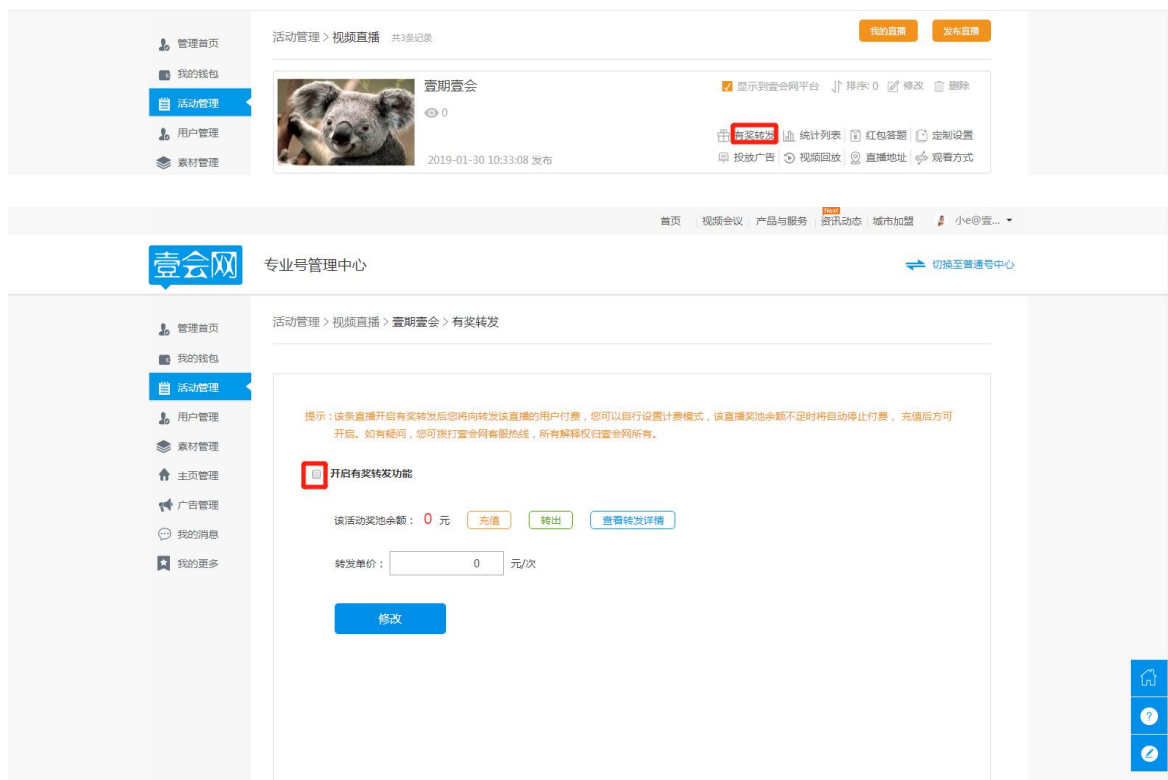 管理首页
活动管理 > 视频直播 共3条记录
我的直播
发布直播
我的钱包
活动管理
用户管理
素材管理
壹期壹会
0
2019-01-30 10:33:08 发布
显示到壹会网平台
排序: 0
修改
删除
有奖转发
统计列表
红包答题
定制设置
投放广告
视频回放
直播地址
观看方式
首页
视频会议
产品与服务
New!
资讯动态
城市加盟
小e@壹...
壹会网
专业号管理中心
切换至普通号中心
管理首页
活动管理 > 视频直播 > 壹期壹会 > 有奖转发
我的钱包
活动管理
用户管理
素材管理
主页管理
广告管理
我的消息
我的更多
提示：该条直播开启有奖转发后您将向转发该直播的用户付费，您可以自行设置计费模式，该直播奖池余额不足时将自动停止付费， 充值后方可
开启。如有疑问，您可拨打壹会网客服热线，所有解释权归壹会网所有。
开启有奖转发功能
该活动奖池余额： 0 元 充值 转出 查看转发详情
转发单价： 0 元/次
修改